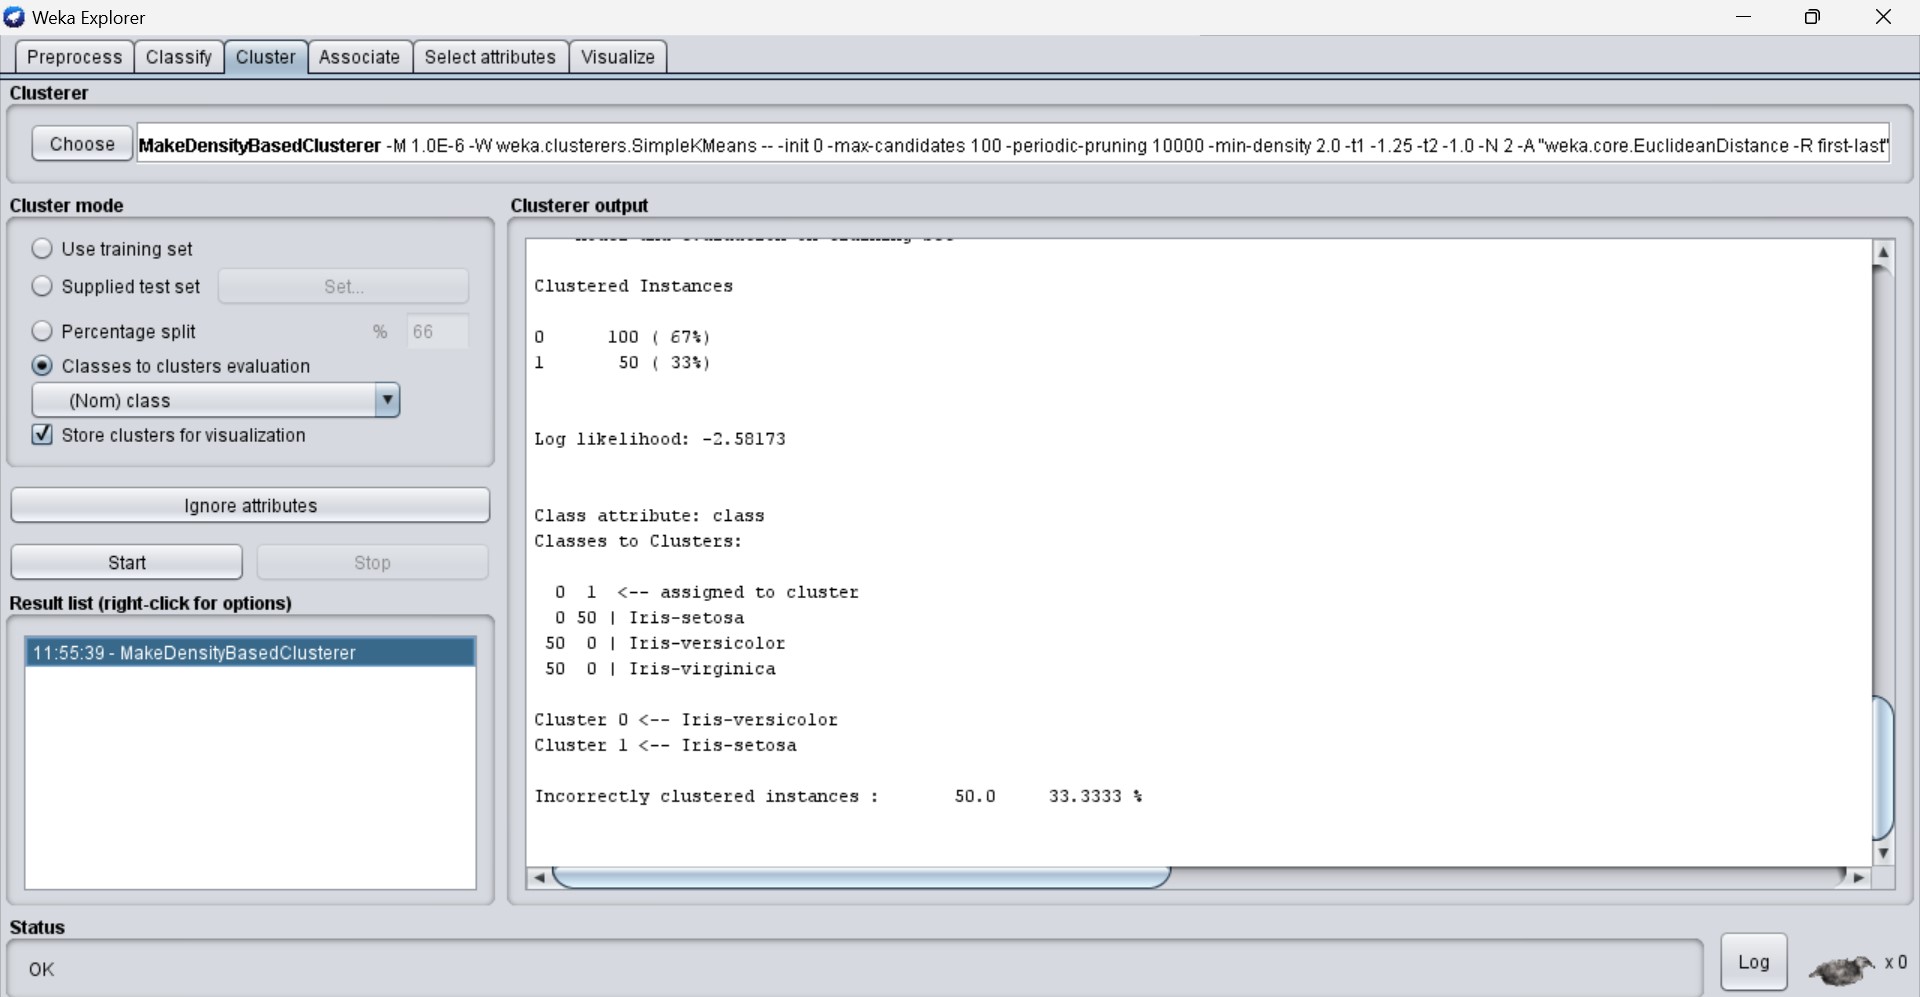 Weka Explorer
Preprocess Classify Cluster Associate Select attributes Visualize
Clusterer
Choose MakeDensityBasedClusterer -M 1.0E-6 -W weka.clusterers.SimpleKMeans -- -init 0 -max-candidates 100 -periodic-pruning 10000 -min-density 2.0 -t1 -1.25 -t2 -1.0 -N 2 -A "weka.core.EuclideanDistance -R first-last"
Cluster mode
Use training set
Supplied test set Set...
Percentage split % 66
Classes to clusters evaluation
(Nom) class
Store clusters for visualization
Ignore attributes
Start Stop
Result list (right-click for options)
11:55:39 - MakeDensityBasedClusterer
Clusterer output
Clustered Instances
0 100 ( 67%)
1 50 ( 33%)
Log likelihood: -2.58173
Class attribute: class
Classes to Clusters:
0 1 <-- assigned to cluster
0 50 | Iris-setosa
50 0 | Iris-versicolor
50 0 | Iris-virginica
Cluster 0 <-- Iris-versicolor
Cluster 1 <-- Iris-setosa
Incorrectly clustered instances : 50.0 33.3333 %
Status
OK
Log x 0